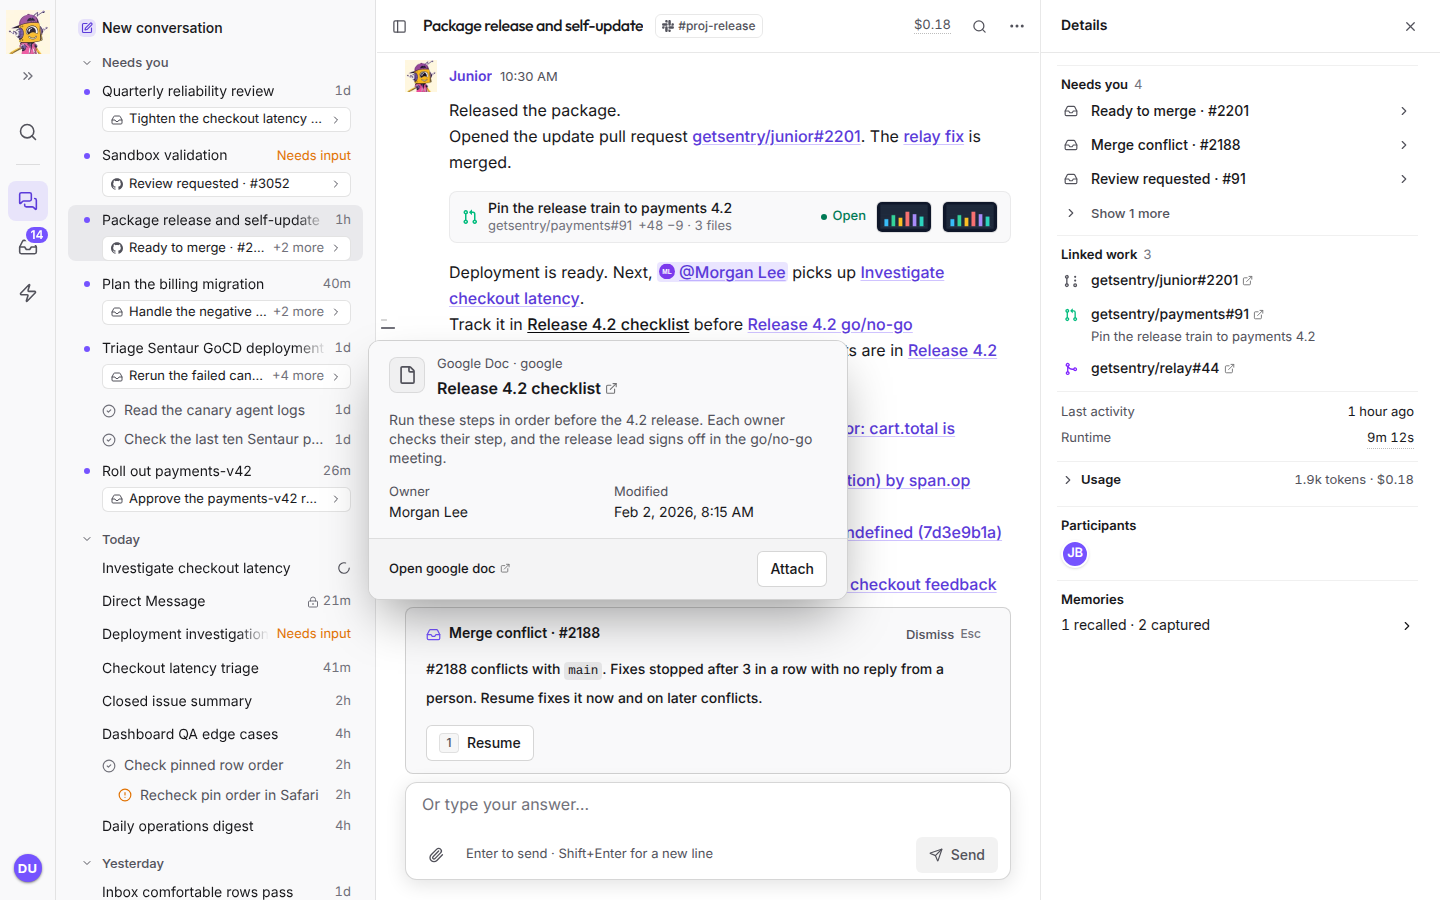 New conversation
Needs you
Quarterly reliability review 1d
Tighten the checkout latency ...
Sandbox validation Needs input
Review requested · #3052
Package release and self-update 1h
Ready to merge · #2... +2 more
Plan the billing migration 40m
Handle the negative ... +2 more
Triage Sentaur GoCD deployment 1d
Rerun the failed can... +4 more
Read the canary agent logs 1d
Check the last ten Sentaur p... 1d
Roll out payments-v42 26m
Approve the payments-v42 r...
Today
Investigate checkout latency
Direct Message 21m
Deployment investigation Needs input
Checkout latency triage 41m
Closed issue summary 2h
Dashboard QA edge cases 4h
Check pinned row order 2h
Recheck pin order in Safari 2h
Daily operations digest 4h
Yesterday
Inbox comfortable rows pass 1d
14
DU
Package release and self-update #proj-release $0.18
Junior 10:30 AM
Released the package.
Opened the update pull request getsentry/junior#2201. The relay fix is
merged.
Pin the release train to payments 4.2
getsentry/payments#91 +48 −9 · 3 files
Open
Deployment is ready. Next, ML @Morgan Lee picks up Investigate
checkout latency.
Track it in Release 4.2 checklist before Release 4.2 go/no-go
ts are in Release 4.2
or: cart.total is
tion) by span.op
ndefined (7d3e9b1a)
checkout feedback
Google Doc · google
Release 4.2 checklist
Run these steps in order before the 4.2 release. Each owner
checks their step, and the release lead signs off in the go/no-go
meeting.
Owner Modified
Morgan Lee Feb 2, 2026, 8:15 AM
Open google doc Attach
Merge conflict · #2188 Dismiss Esc
#2188 conflicts with main. Fixes stopped after 3 in a row with no reply from a
person. Resume fixes it now and on later conflicts.
1 Resume
Or type your answer...
Enter to send · Shift+Enter for a new line Send
Details
Needs you 4
Ready to merge · #2201
Merge conflict · #2188
Review requested · #91
Show 1 more
Linked work 3
getsentry/junior#2201
getsentry/payments#91
Pin the release train to payments 4.2
getsentry/relay#44
Last activity 1 hour ago
Runtime 9m 12s
Usage 1.9k tokens · $0.18
Participants
JB
Memories
1 recalled · 2 captured